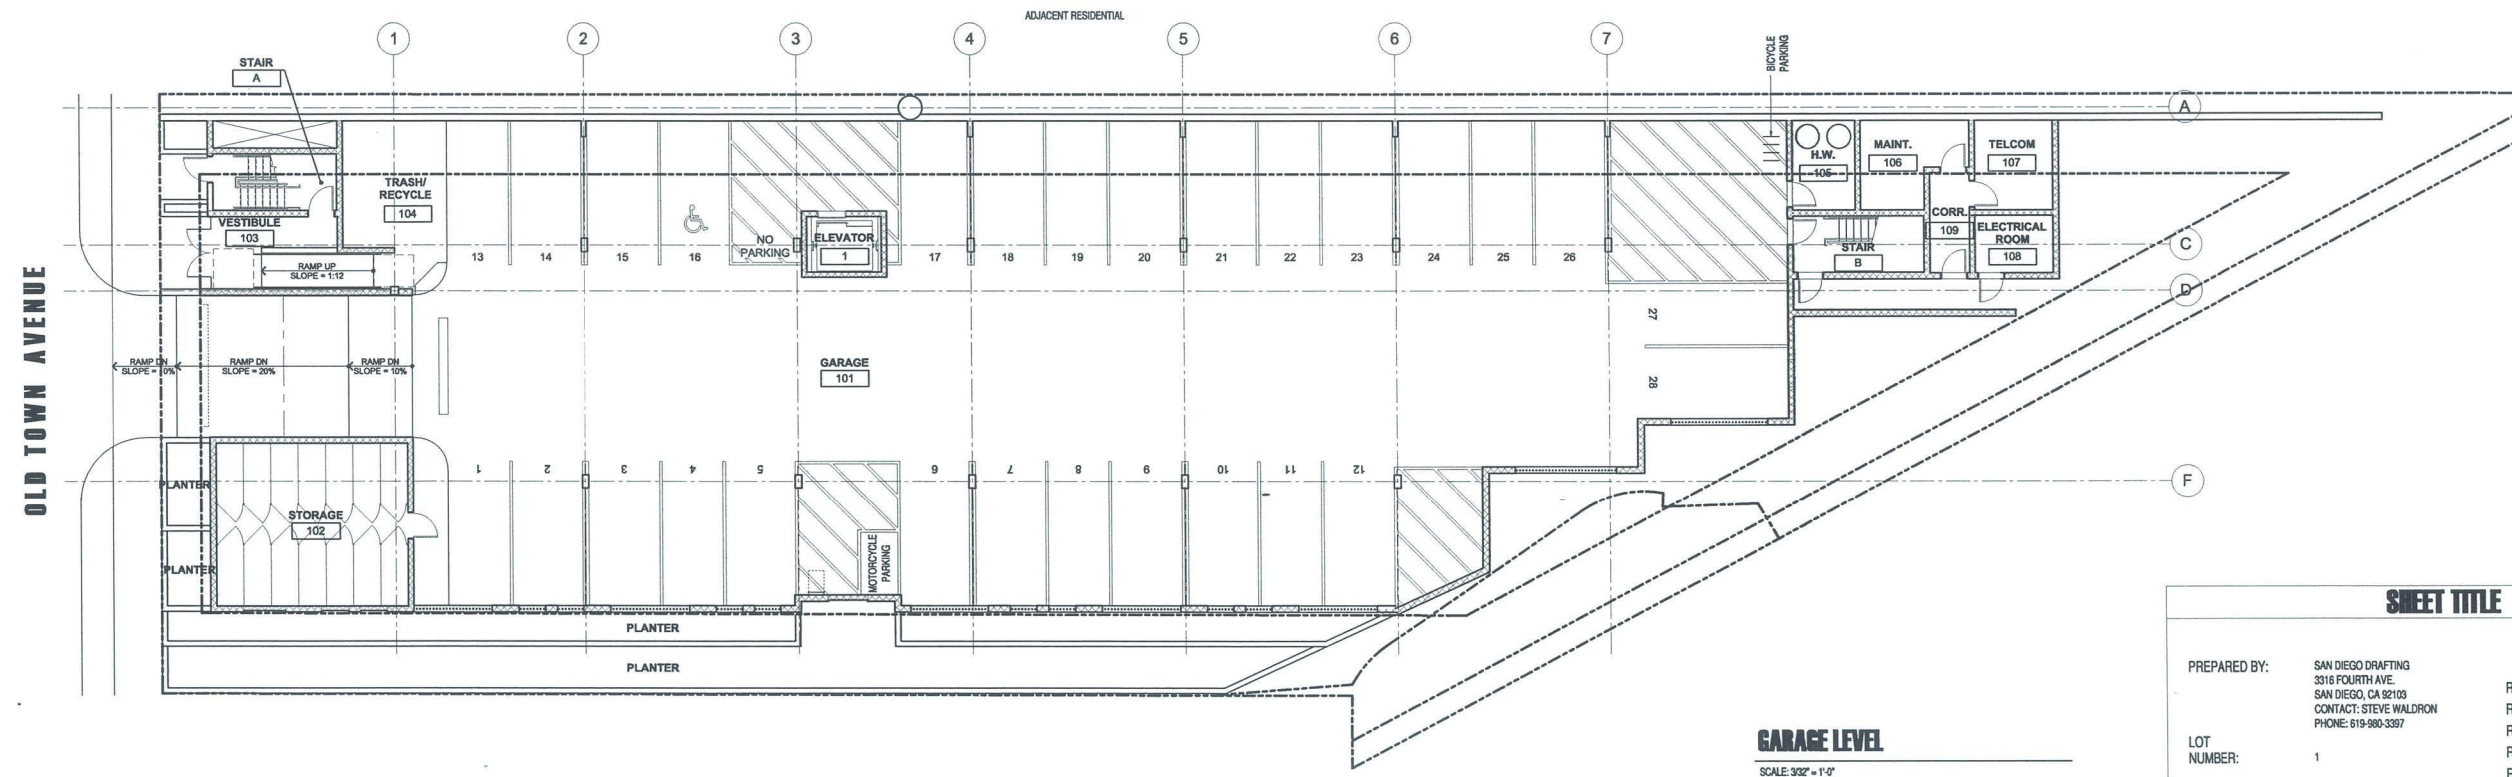 ADJACENT RESIDENTIAL
1
2
3
4
5
6
7
BICYCLE
PARKING
STAIR
A
A
TRASH/
RECYCLE
104
VESTIBULE
103
RAMP UP
SLOPE = 1:12
NO
PARKING
ELEVATOR
1
H.W.
105
MAINT.
106
TELCOM
107
CORR.
109
ELECTRICAL
ROOM
108
STAIR
B
C
D
13
14
15
16
17
18
19
20
21
22
23
24
25
26
27
28
OLD TOWN AVENUE
RAMP DN
SLOPE = 10%
RAMP DN
SLOPE = 20%
RAMP DN
SLOPE = 10%
GARAGE
101
1
2
3
4
5
6
7
8
9
10
11
12
F
PLANTER
STORAGE
102
PLANTER
MOTORCYCLE
PARKING
PLANTER
PLANTER
GARAGE LEVEL
SCALE: 3/32" = 1'-0"
SHEET TITLE
PREPARED BY:
SAN DIEGO DRAFTING
3316 FOURTH AVE.
SAN DIEGO, CA 92103
CONTACT: STEVE WALDRON
PHONE: 619-980-3397
LOT
NUMBER:
1